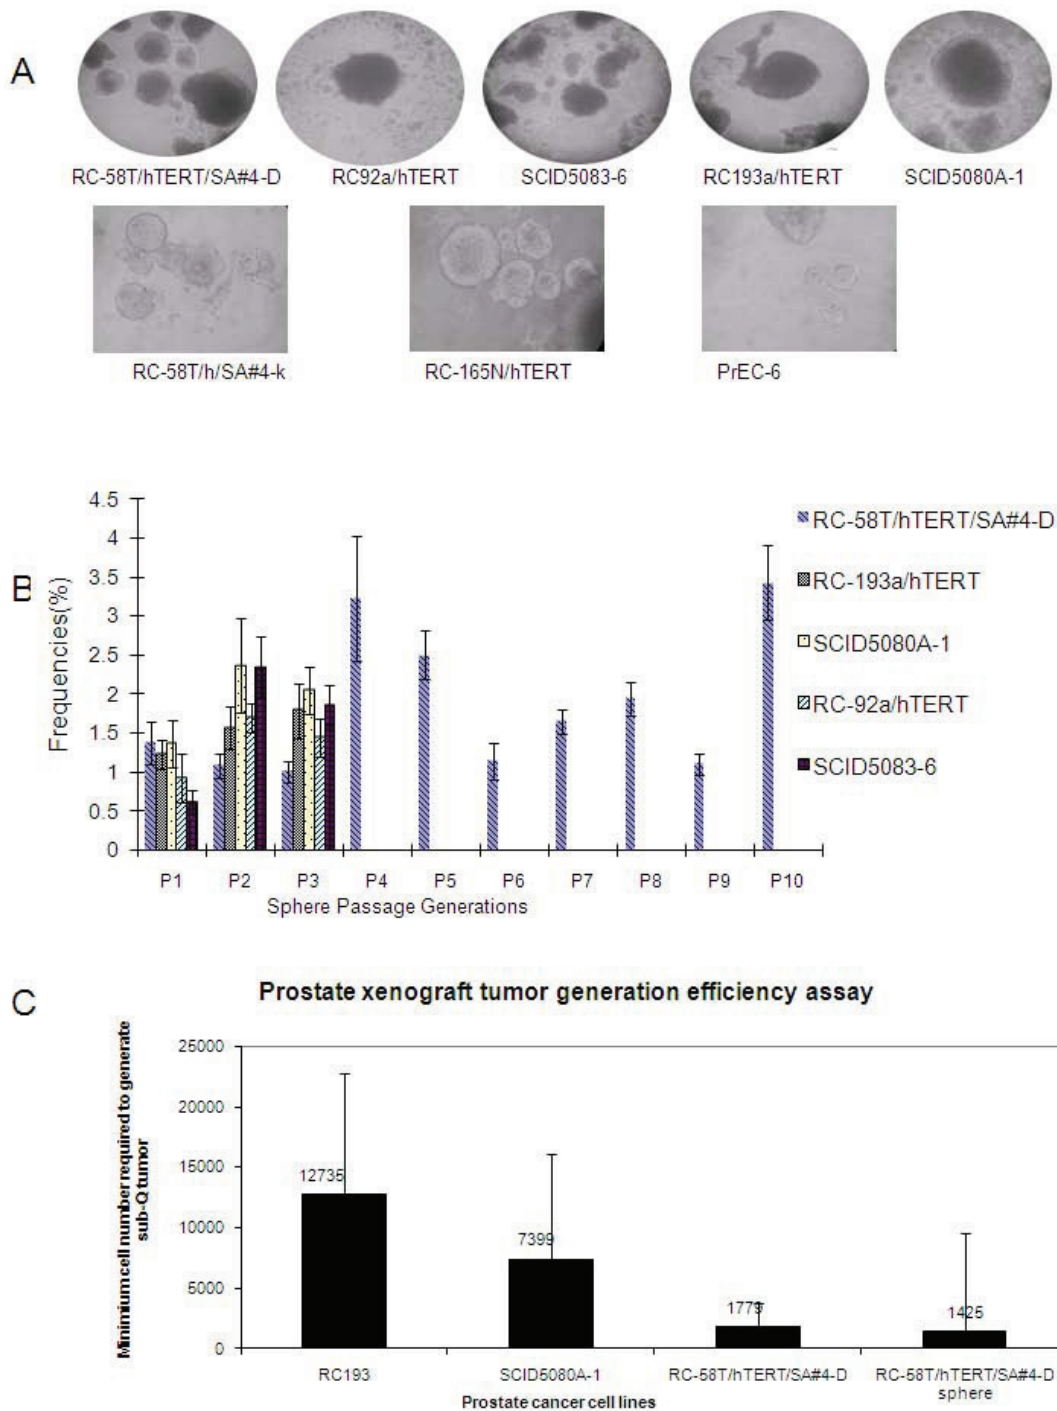 A
RC-58T/hTERT/SA#4-D
RC92a/hTERT
SCID5083-6
RC193a/hTERT
SCID5080A-1
RC-58T/h/SA#4-k
RC-165N/hTERT
PrEC-6
B
Frequencies(%)
4.5
4
3.5
3
2.5
2
1.5
1
0.5
0
P1 P2 P3 P4 P5 P6 P7 P8 P9 P10
Sphere Passage Generations
RC-58T/hTERT/SA#4-D
RC-193a/hTERT
SCID5080A-1
RC-92a/hTERT
SCID5083-6
C
Prostate xenograft tumor generation efficiency assay
Minimium cell number required to generate
sub-Q tumor
25000
20000
15000
10000
5000
0
12735
7399
1779
1425
RC193
SCID5080A-1
RC-58T/hTERT/SA#4-D
RC-58T/hTERT/SA#4-D
sphere
Prostate cancer cell lines